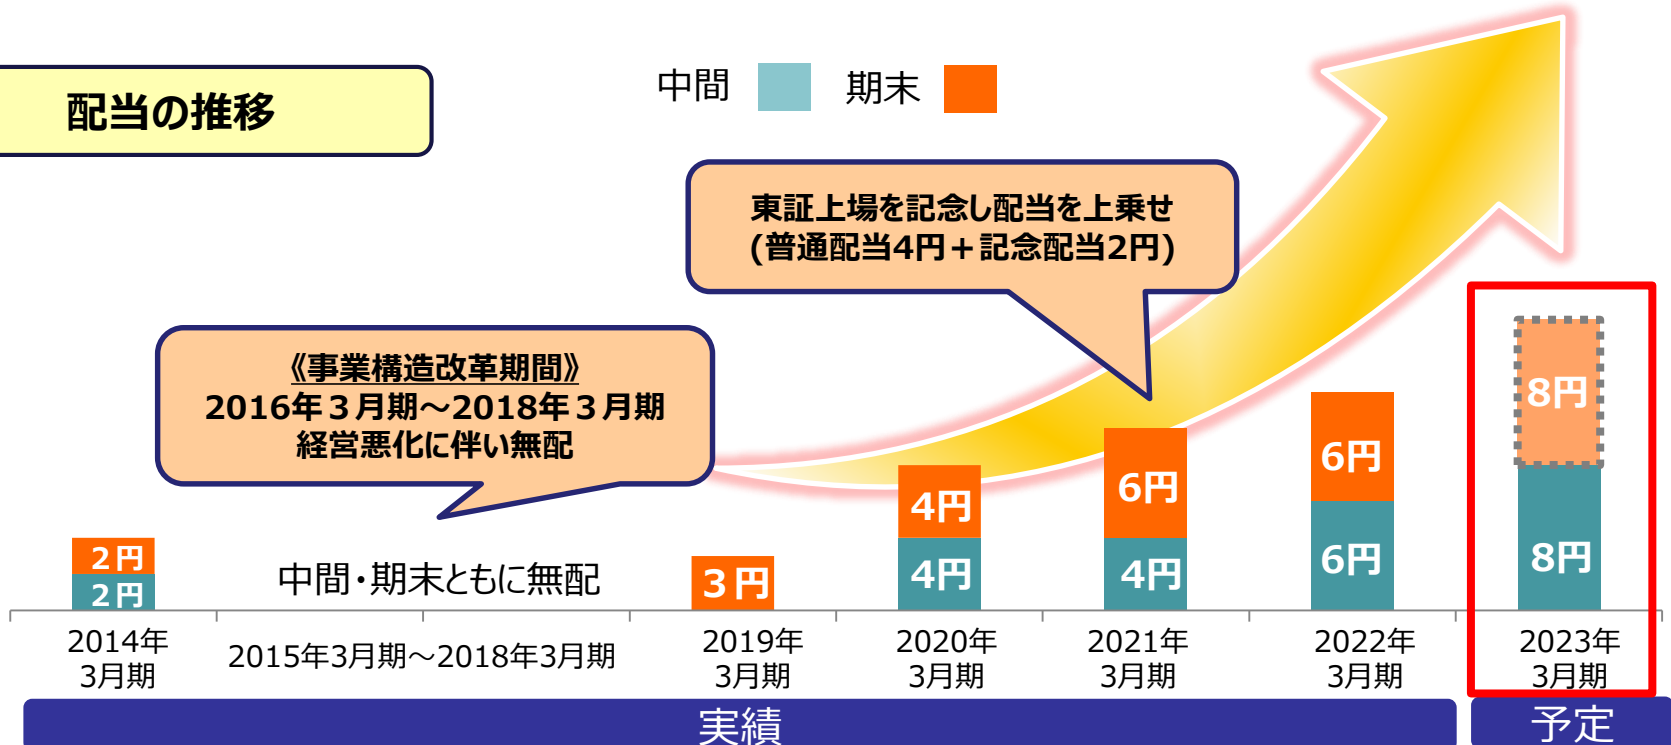 配当の推移
中間
期末
東証上場を記念し配当を上乗せ
(普通配当4円＋記念配当2円)
《事業構造改革期間》
2016年３月期～2018年３月期
経営悪化に伴い無配
２円
２円
中間・期末ともに無配
３円
4円
4円
6円
4円
6円
6円
8円
8円
2014年
3月期
2015年3月期～2018年3月期
2019年
3月期
2020年
3月期
2021年
3月期
2022年
3月期
2023年
3月期
実績
予定